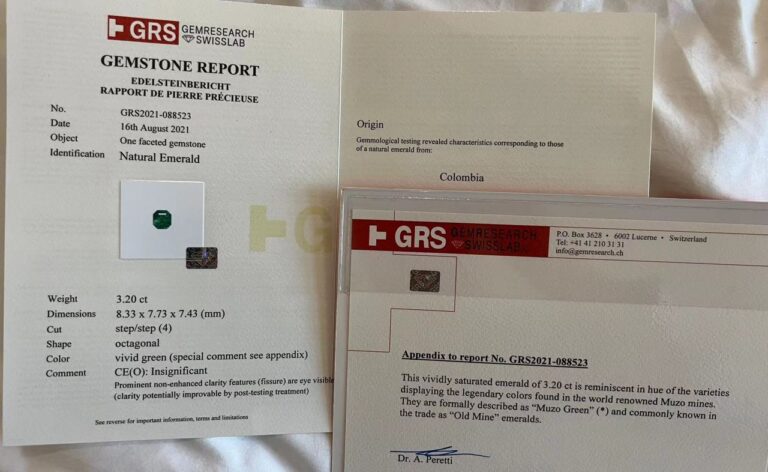 GRS GEMRESEARCH
SWISSLAB
GEMSTONE REPORT
EDELSTEINBERICHT
RAPPORT DE PIERRE PRÉCIEUSE
No. GRS2021-088523
Date 16th August 2021
Object One faceted gemstone
Identification Natural Emerald
GRS
Weight 3.20 ct
Dimensions 8.33 x 7.73 x 7.43 (mm)
Cut step/step (4)
Shape octagonal
Color vivid green (special comment see appendix)
Comment CE(O): Insignificant
Prominent non-enhanced clarity features (fissure) are eye visible
(clarity potentially improvable by post-testing treatment)
See reverse for important information, terms and limitations
Origin
Gemmological testing revealed characteristics corresponding to those
of a natural emerald from:
Colombia
GRS GEMRESEARCH
SWISSLAB
P.O. Box 3628 • 6002 Lucerne • Switzerland
Tel: +41 41 210 31 31
info@gemresearch.ch
Appendix to report No. GRS2021-088523
This vividly saturated emerald of 3.20 ct is reminiscent in hue of the varieties
displaying the legendary colors found in the world renowned Muzo mines.
They are formally described as "Muzo Green" (*) and commonly known in
the trade as "Old Mine" emeralds.
Dr. A. Peretti